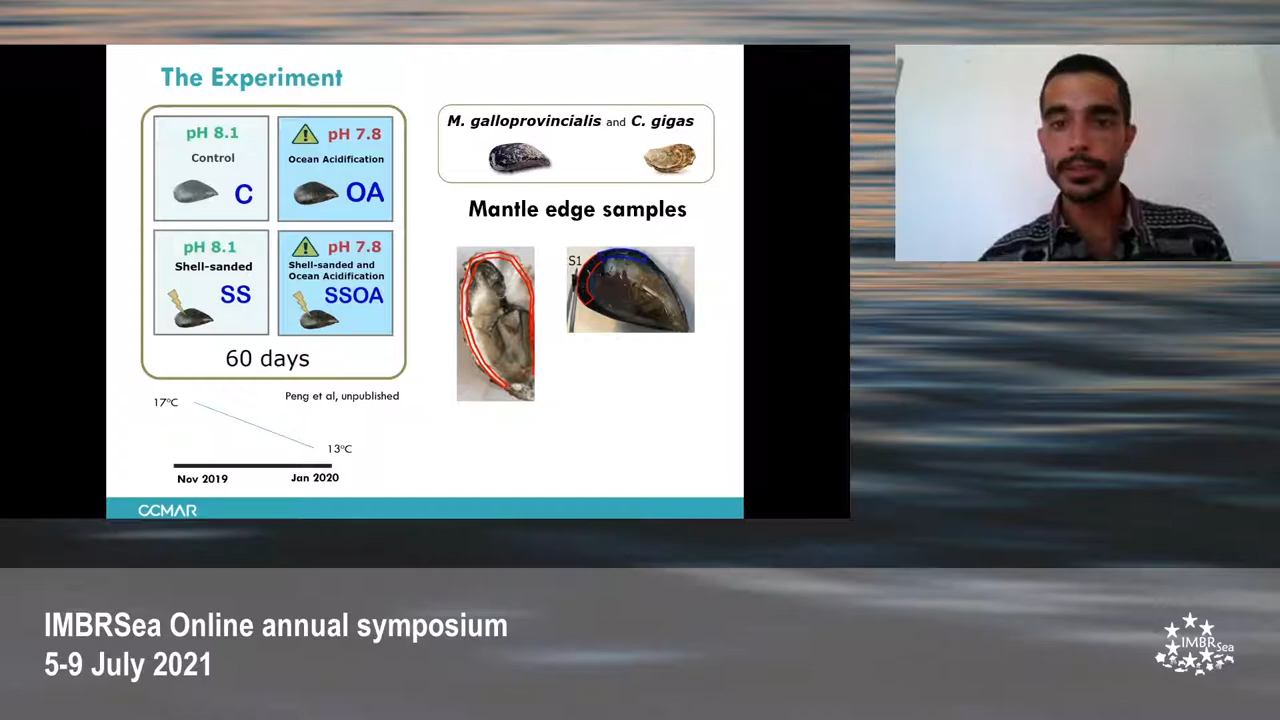 The Experiment
pH 8.1
Control
C
pH 7.8
Ocean Acidification
OA
pH 8.1
Shell-sanded
SS
pH 7.8
Shell-sanded and
Ocean Acidification
SSOA
60 days
Peng et al, unpublished
17°C
13°C
Nov 2019
Jan 2020
M. galloprovincialis and C. gigas
Mantle edge samples
S1
CCMAR
IMBRSea Online annual symposium
5-9 July 2021
IMBRSea